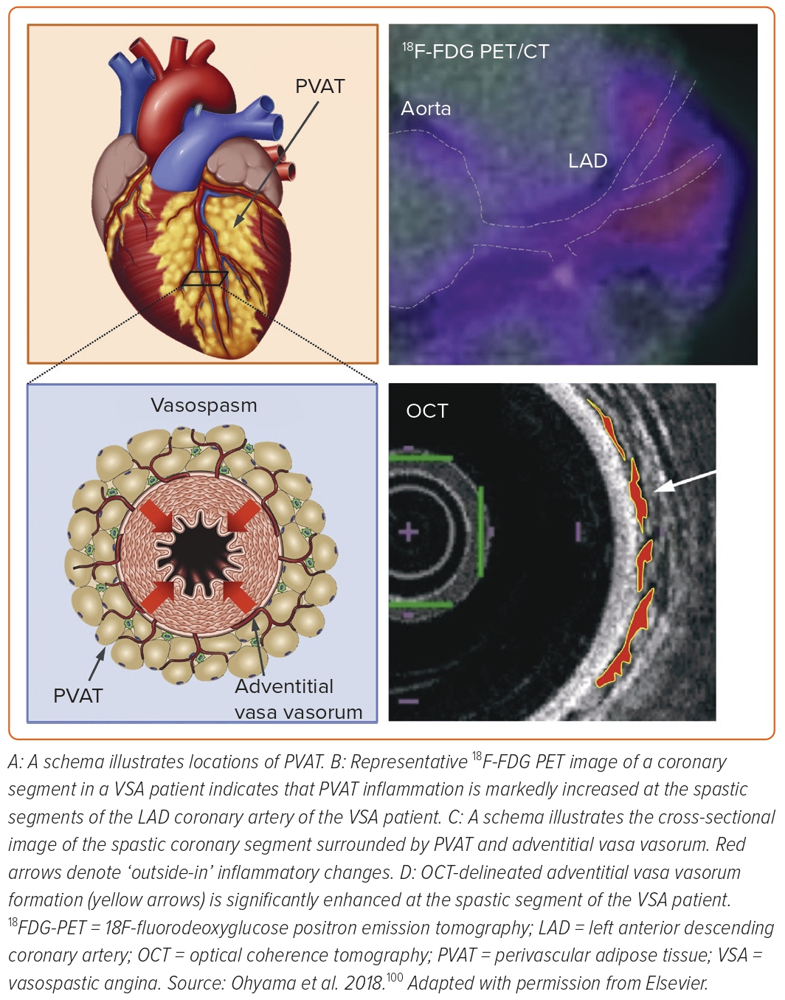 PVAT
¹⁸F-FDG PET/CT
Aorta
LAD
Vasospasm
PVAT
Adventitial
vasa vasorum
OCT
A: A schema illustrates locations of PVAT. B: Representative ¹⁸F-FDG PET image of a coronary
segment in a VSA patient indicates that PVAT inflammation is markedly increased at the spastic
segments of the LAD coronary artery of the VSA patient. C: A schema illustrates the cross-sectional
image of the spastic coronary segment surrounded by PVAT and adventitial vasa vasorum. Red
arrows denote ‘outside-in’ inflammatory changes. D: OCT-delineated adventitial vasa vasorum
formation (yellow arrows) is significantly enhanced at the spastic segment of the VSA patient.
¹⁸FDG-PET = 18F-fluorodeoxyglucose positron emission tomography; LAD = left anterior descending
coronary artery; OCT = optical coherence tomography; PVAT = perivascular adipose tissue; VSA =
vasospastic angina. Source: Ohyama et al. 2018.¹⁰⁰ Adapted with permission from Elsevier.